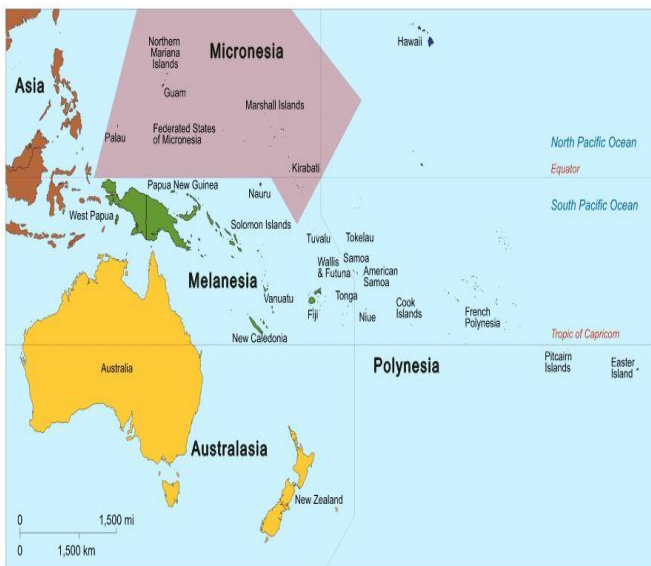 Northern
Mariana
Islands
Micronesia
Hawaii
Asia
Guam
Marshall Islands
Palau
Federated States
of Micronesia
North Pacific Ocean
Kirabati
Equator
Papua New Guinea
Nauru
West Papua
South Pacific Ocean
Solomon Islands
Tuvalu
Tokelau
Wallis
& Futuna
Samoa
American
Samoa
Melanesia
Vanuatu
Fiji
Tonga
Niue
Cook
Islands
French
Polynesia
New Caledonia
Tropic of Capricorn
Australia
Polynesia
Pitcairn
Islands
Easter
Island
Australasia
New Zealand
0 1,500 mi
0 1,500 km